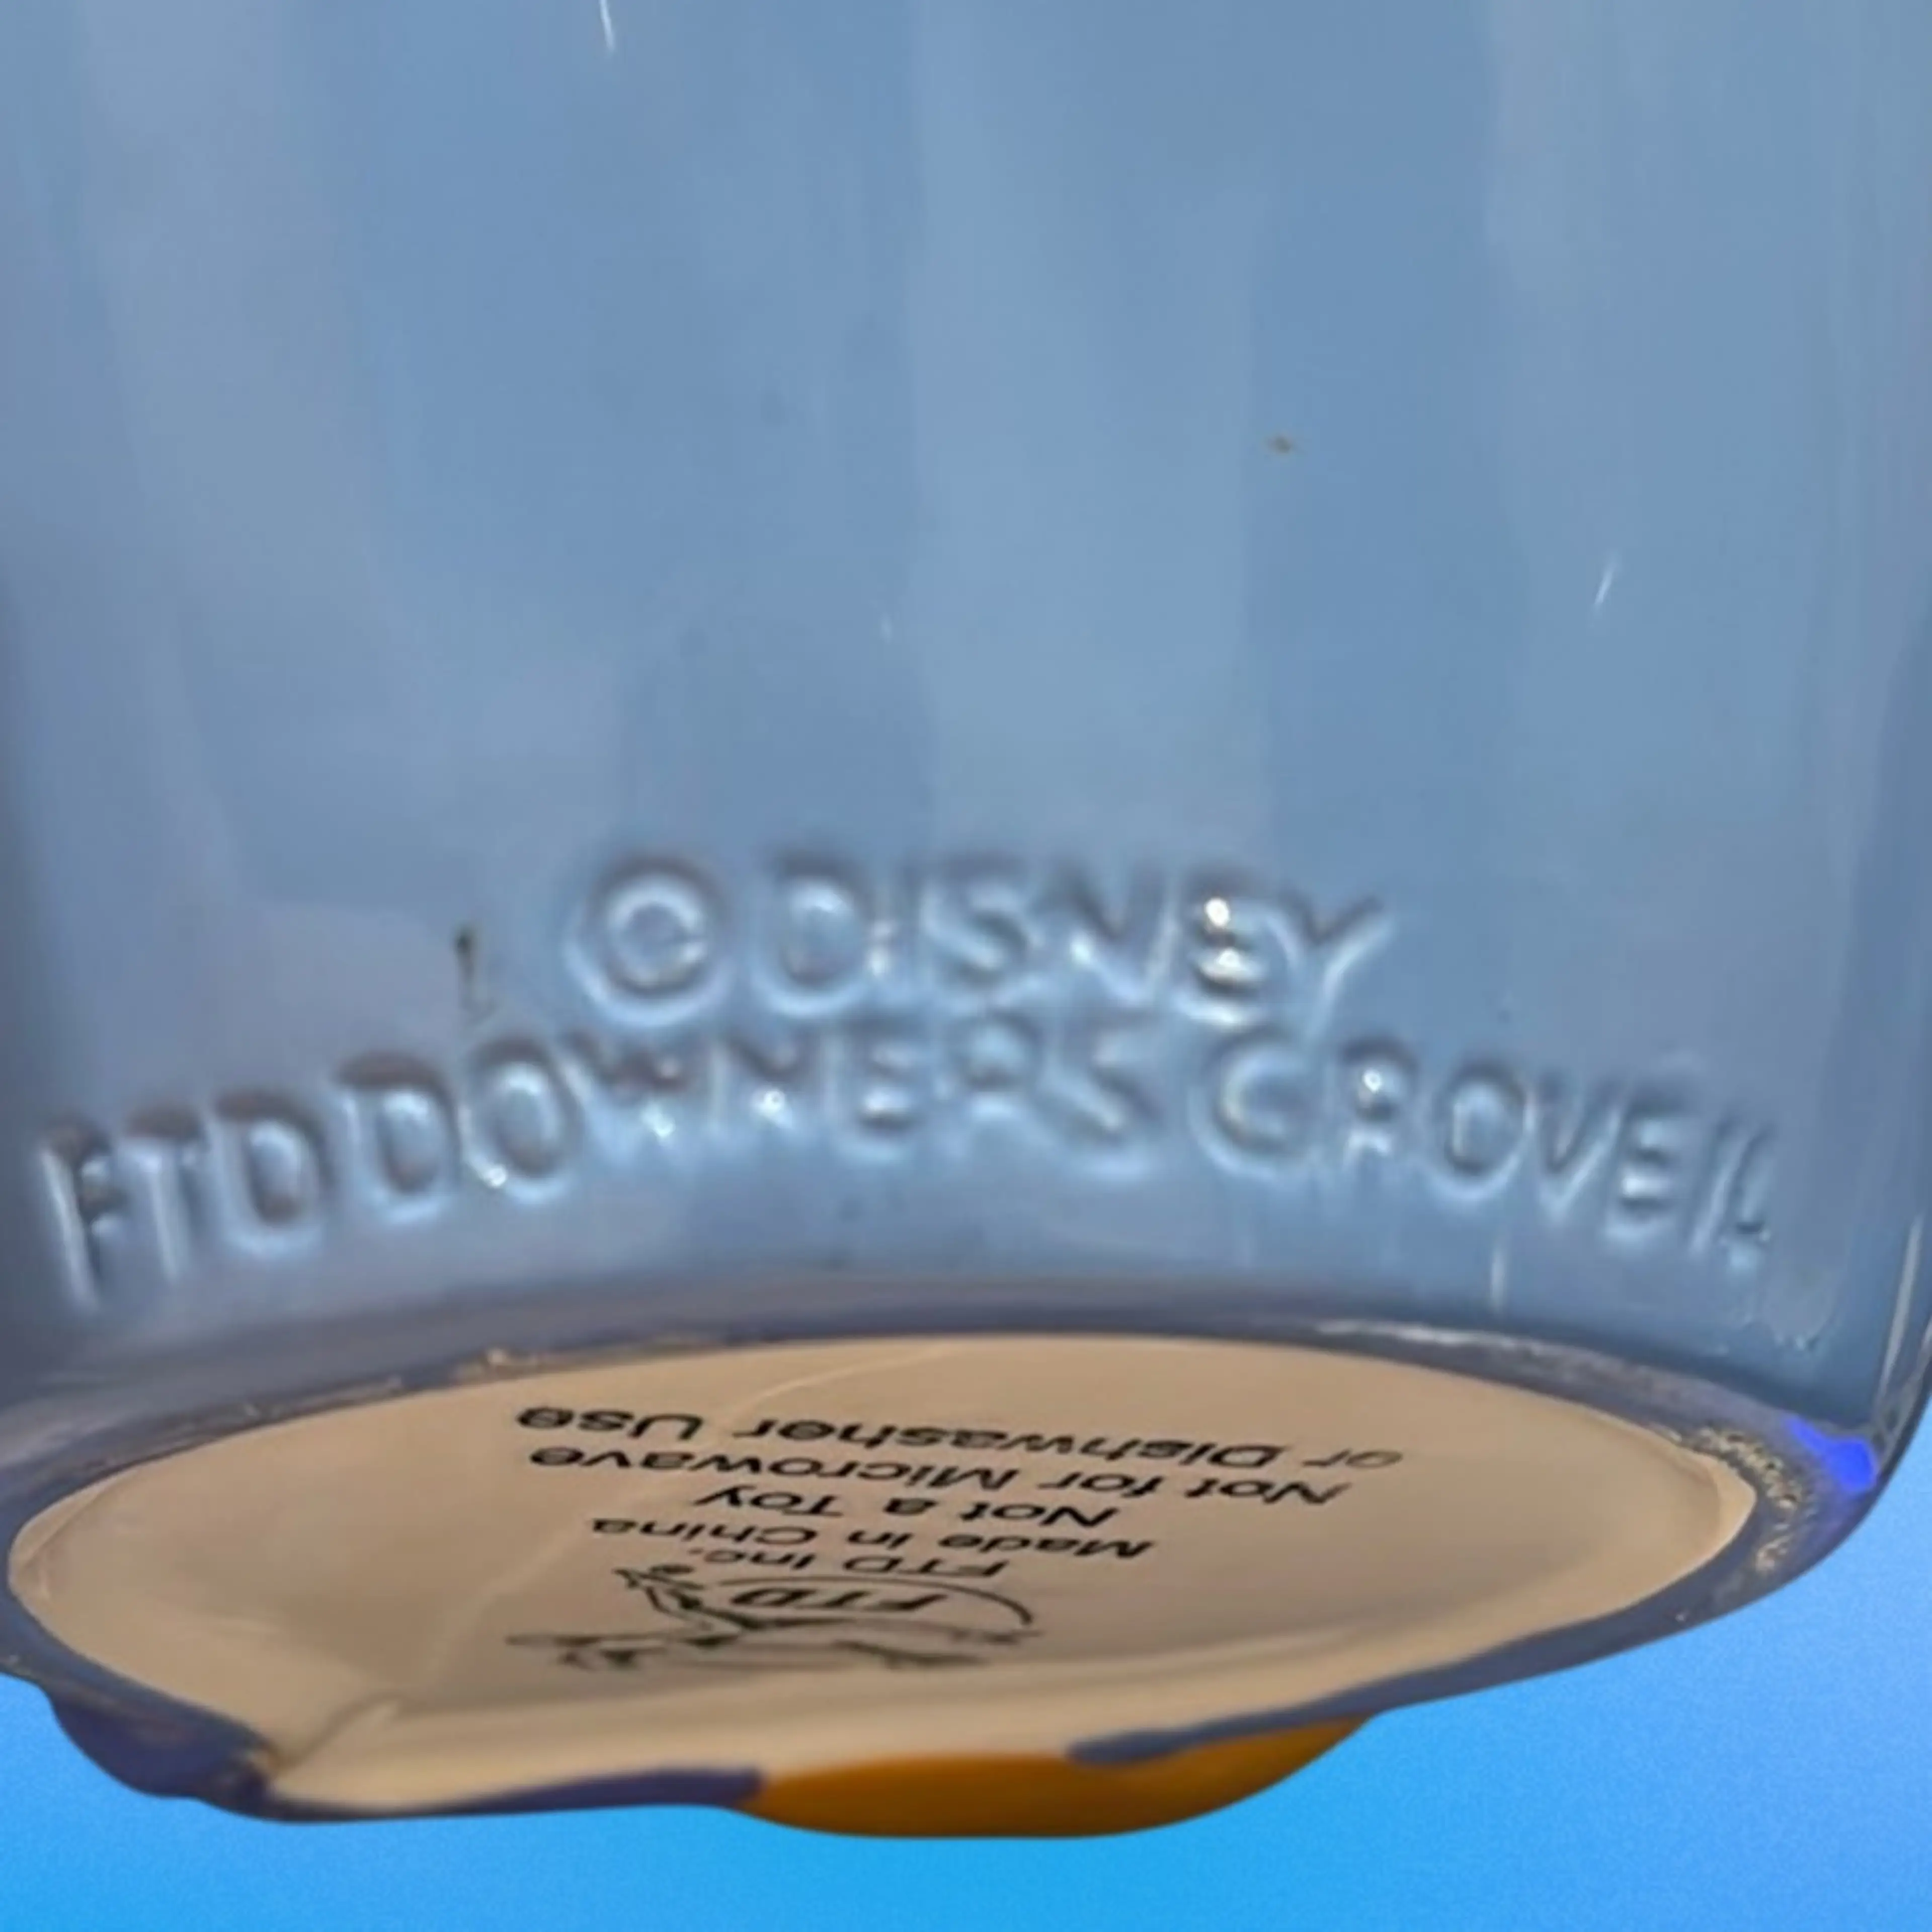 © DISNEY
FTD DOWNERS GROVE IL
FTD
FTD Inc.
Made in China
Not a Toy
Not for Microwave
or Dishwasher Use